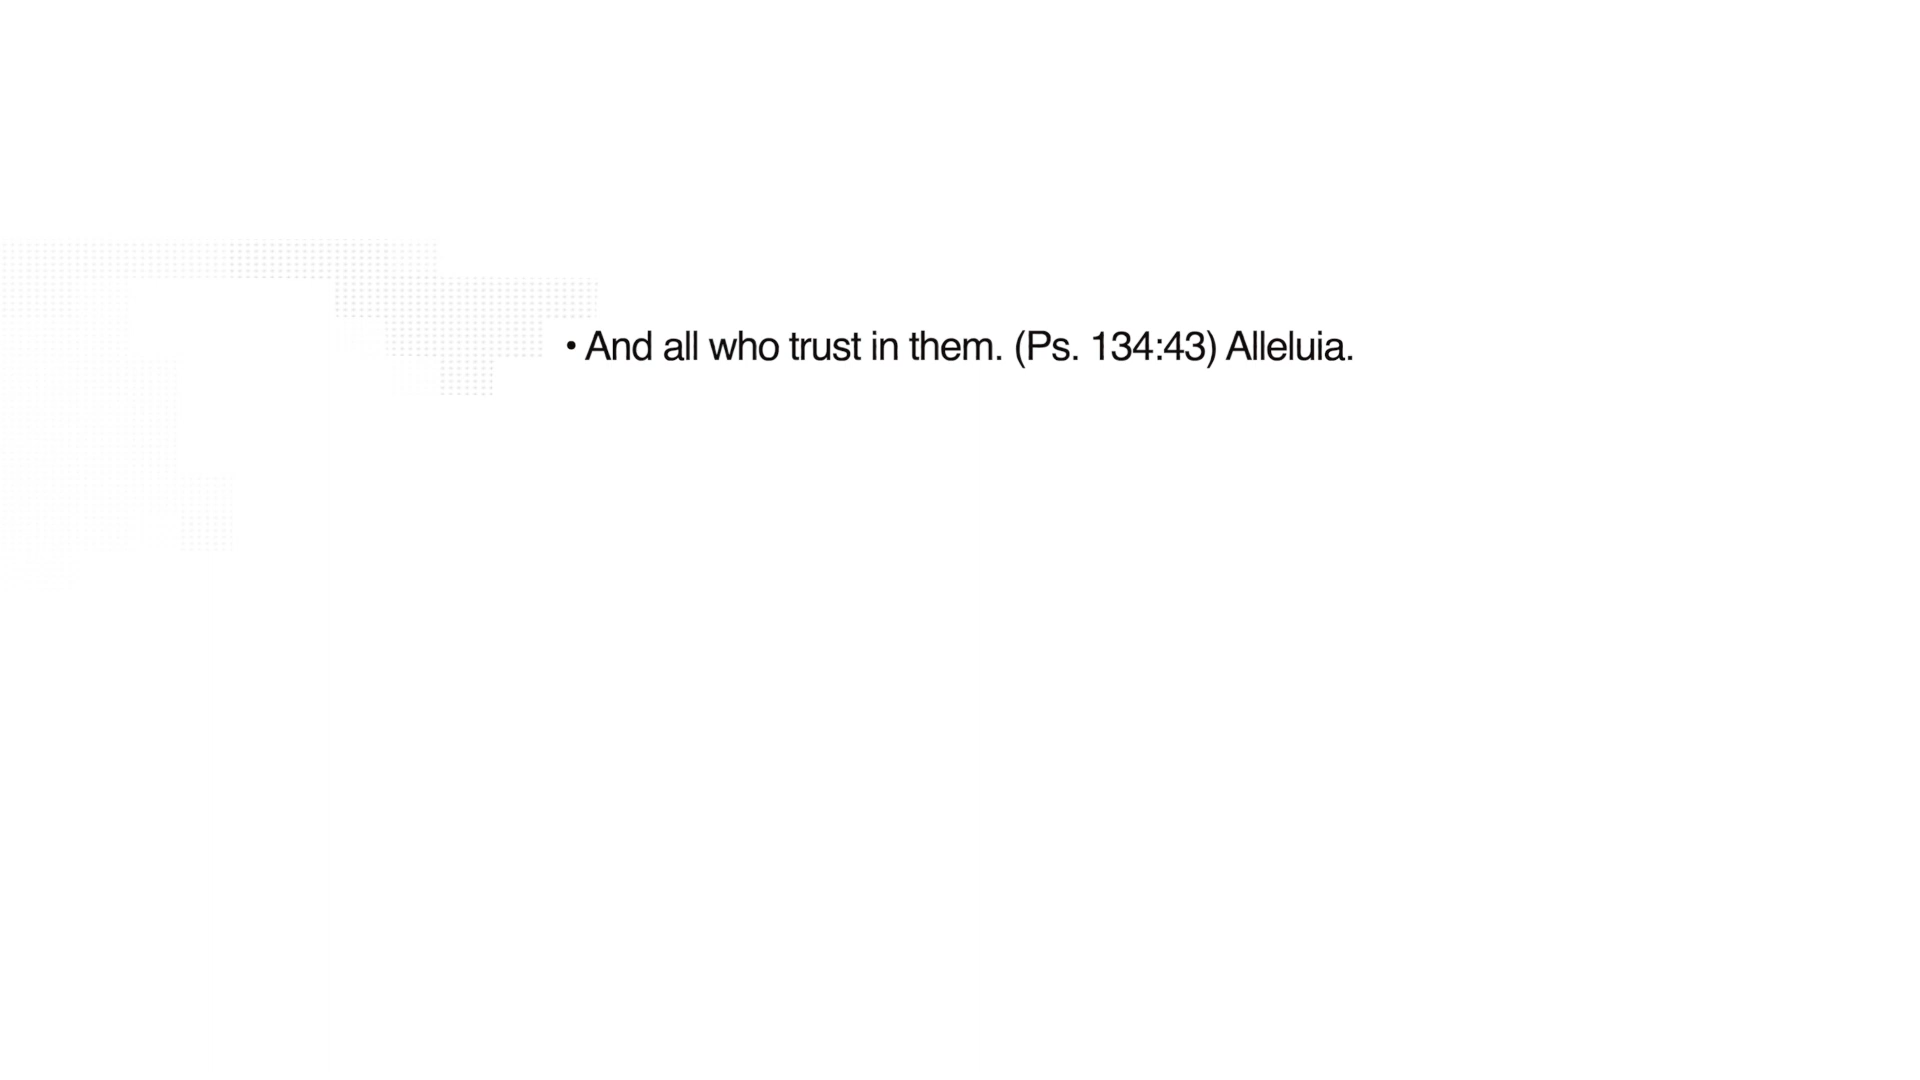 • And all who trust in them. (Ps. 134:43) Alleluia.